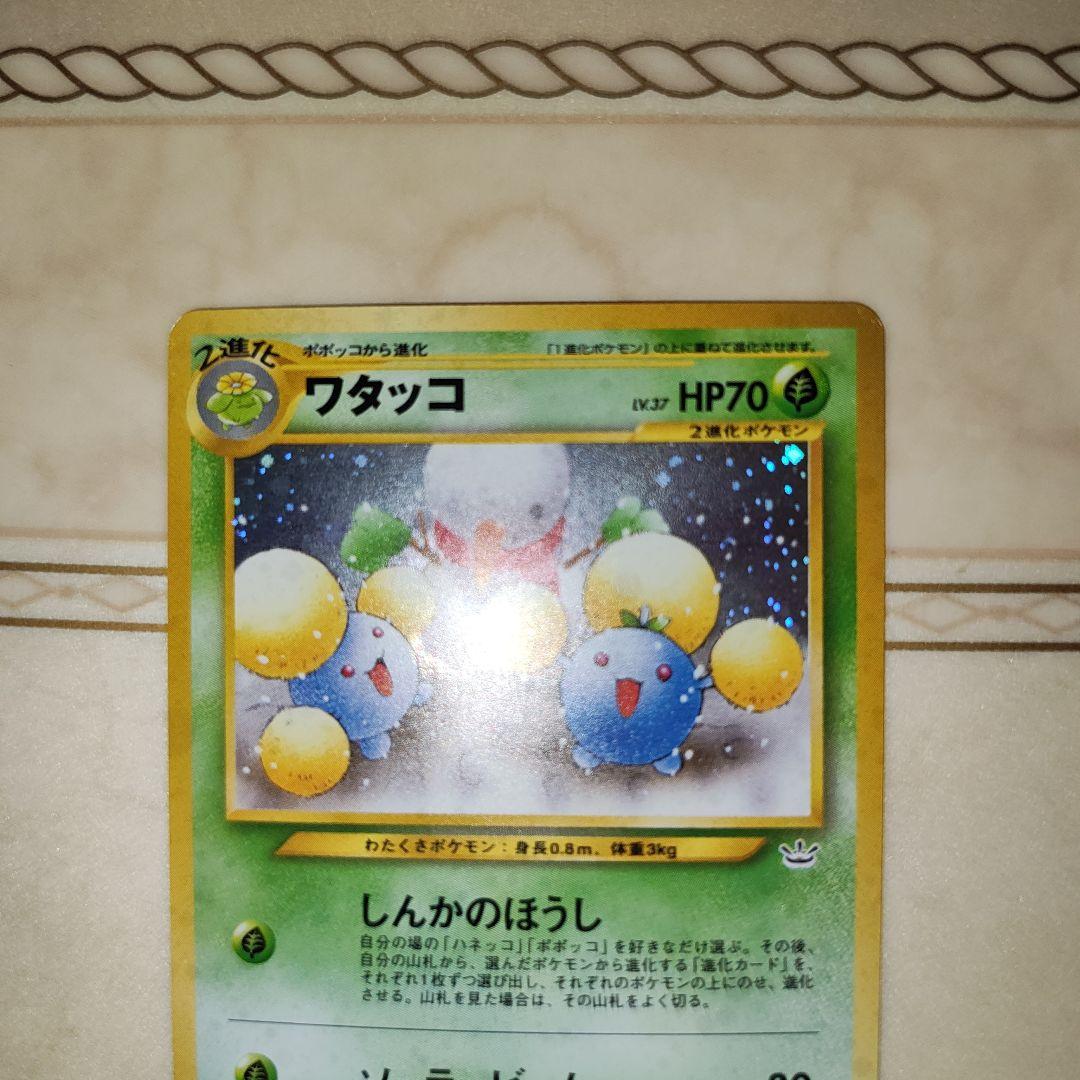 2進化
ポポッコから進化
「1進化ポケモン」の上に重ねて進化させます。
ワタッコ
LV.37 HP70
2進化ポケモン
わたくさポケモン：身長0.8m、体重3kg
しんかのほうし
自分の場の「ハネッコ」「ポポッコ」を好きなだけ選ぶ。その後、
自分の山札から、選んだポケモンから進化する「進化カード」を、
それぞれ1枚ずつ選び出し、それぞれのポケモンの上にのせ、進化
させる。山札を見た場合は、その山札をよく切る。